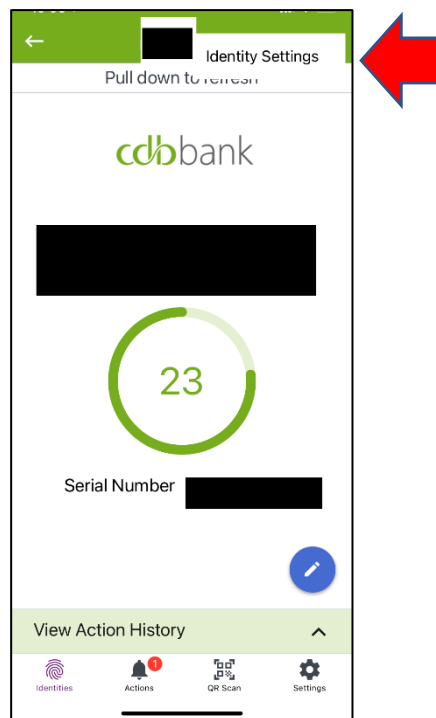 Identity Settings
Pull down to refresh
cdbbank
23
Serial Number
View Action History
1
Identities
Actions
QR Scan
Settings